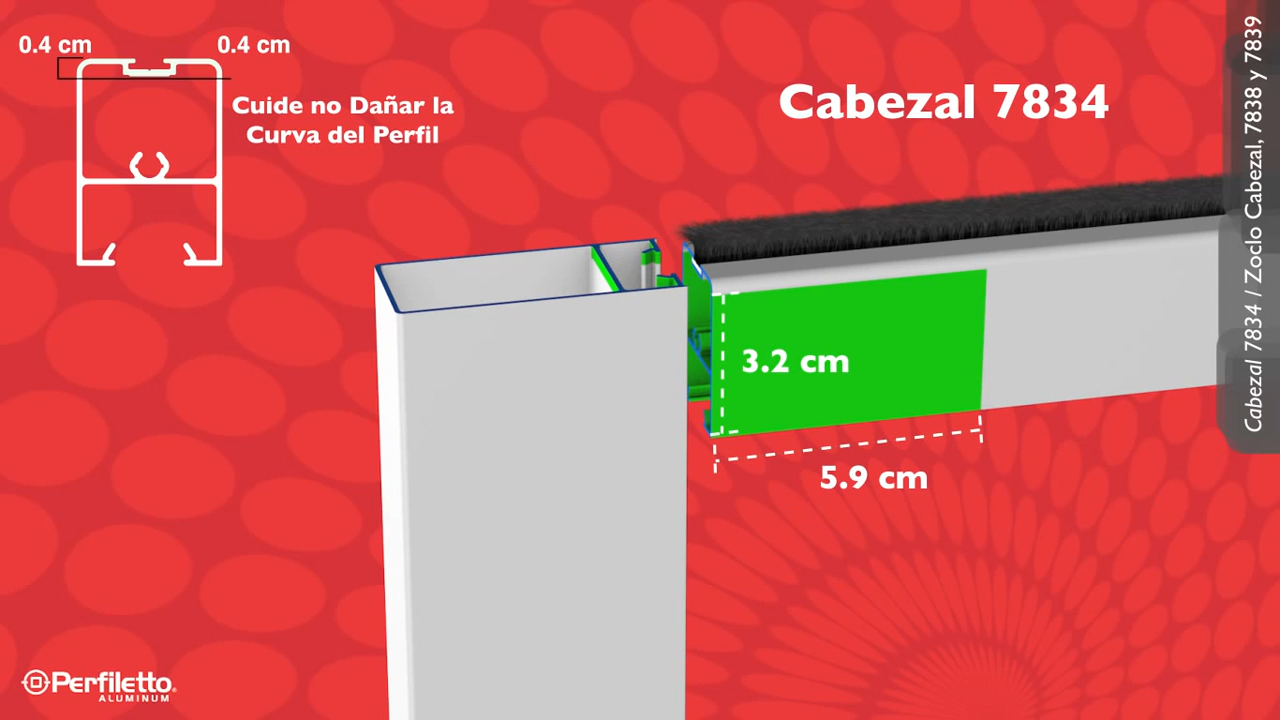 0.4 cm
0.4 cm
Cuide no Dañar la
Curva del Perfil
Cabezal 7834
3.2 cm
5.9 cm
Cabezal 7834 / Zoclo Cabezal, 7838 y 7839
Perfiletto
ALUMINUM